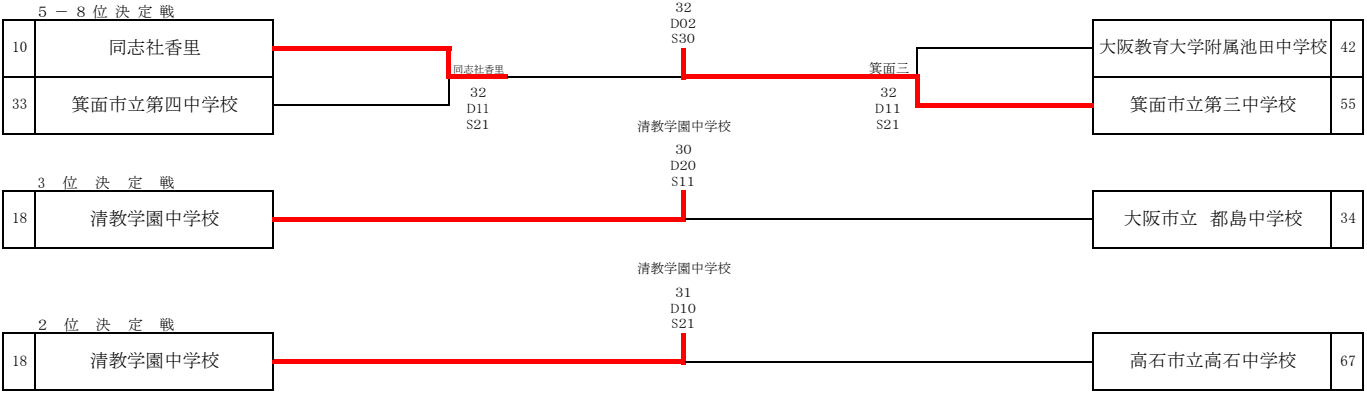 ５－８位決定戦
32
D02
S30
10 同志社香里
大阪教育大学附属池田中学校 42
同志社香里
箕面三
33 箕面市立第四中学校
32
D11
S21
32
D11
S21
箕面市立第三中学校 55
清教学園中学校
30
D20
S11
３位決定戦
18 清教学園中学校
大阪市立 都島中学校 34
清教学園中学校
31
D10
S21
２位決定戦
18 清教学園中学校
高石市立高石中学校 67